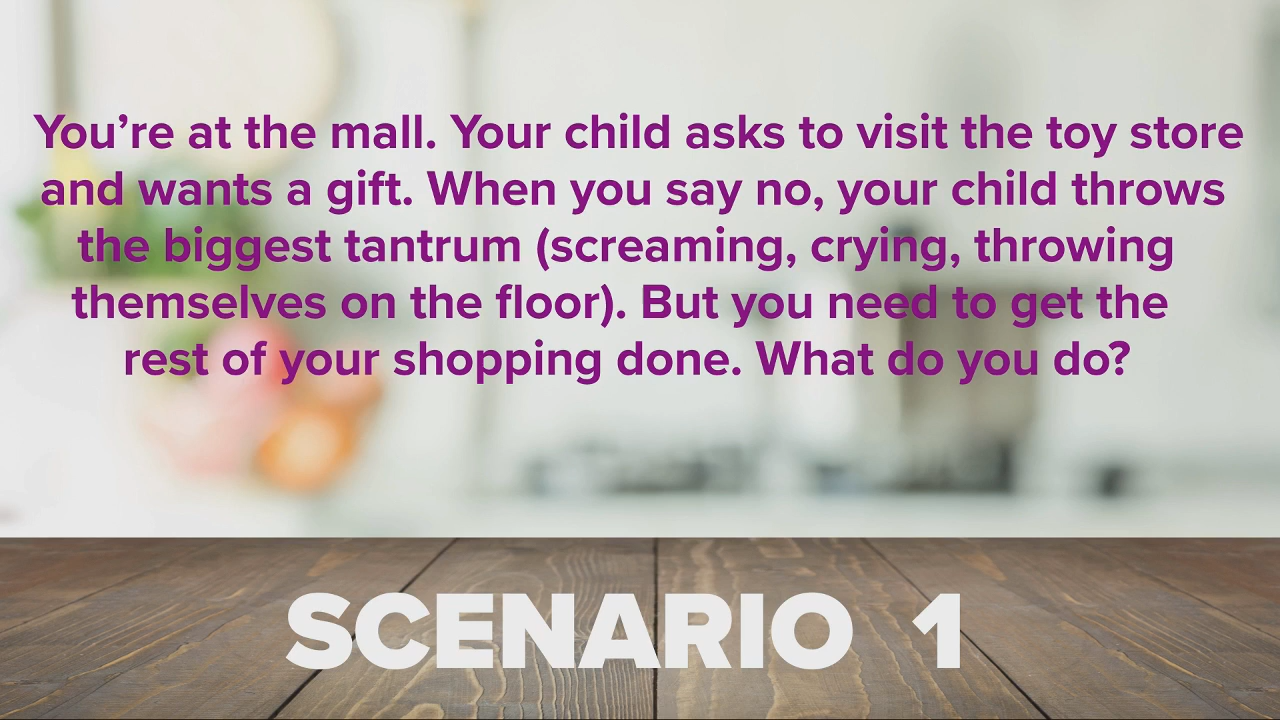 You’re at the mall. Your child asks to visit the toy store
and wants a gift. When you say no, your child throws
the biggest tantrum (screaming, crying, throwing
themselves on the floor). But you need to get the
rest of your shopping done. What do you do?
SCENARIO 1